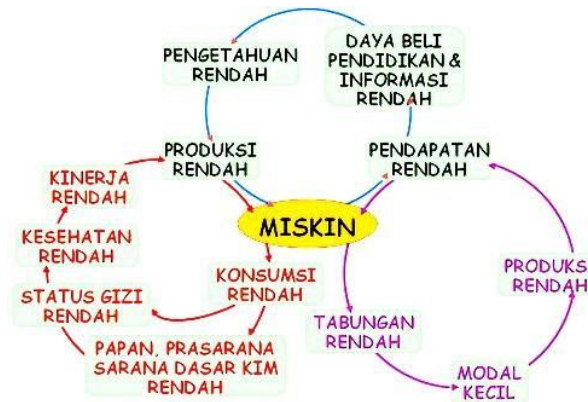 DAYA BELI
PENDIDIKAN &
INFORMASI
RENDAH
PENGETAHUAN
RENDAH
PRODUKSI
RENDAH
PENDAPATAN
RENDAH
KINERJA
RENDAH
MISKIN
KESEHATAN
RENDAH
KONSUMSI
RENDAH
PRODUKSI
RENDAH
STATUS GIZI
RENDAH
TABUNGAN
RENDAH
PAPAN, PRASARANA
SARANA DASAR KIM
RENDAH
MODAL
KECIL